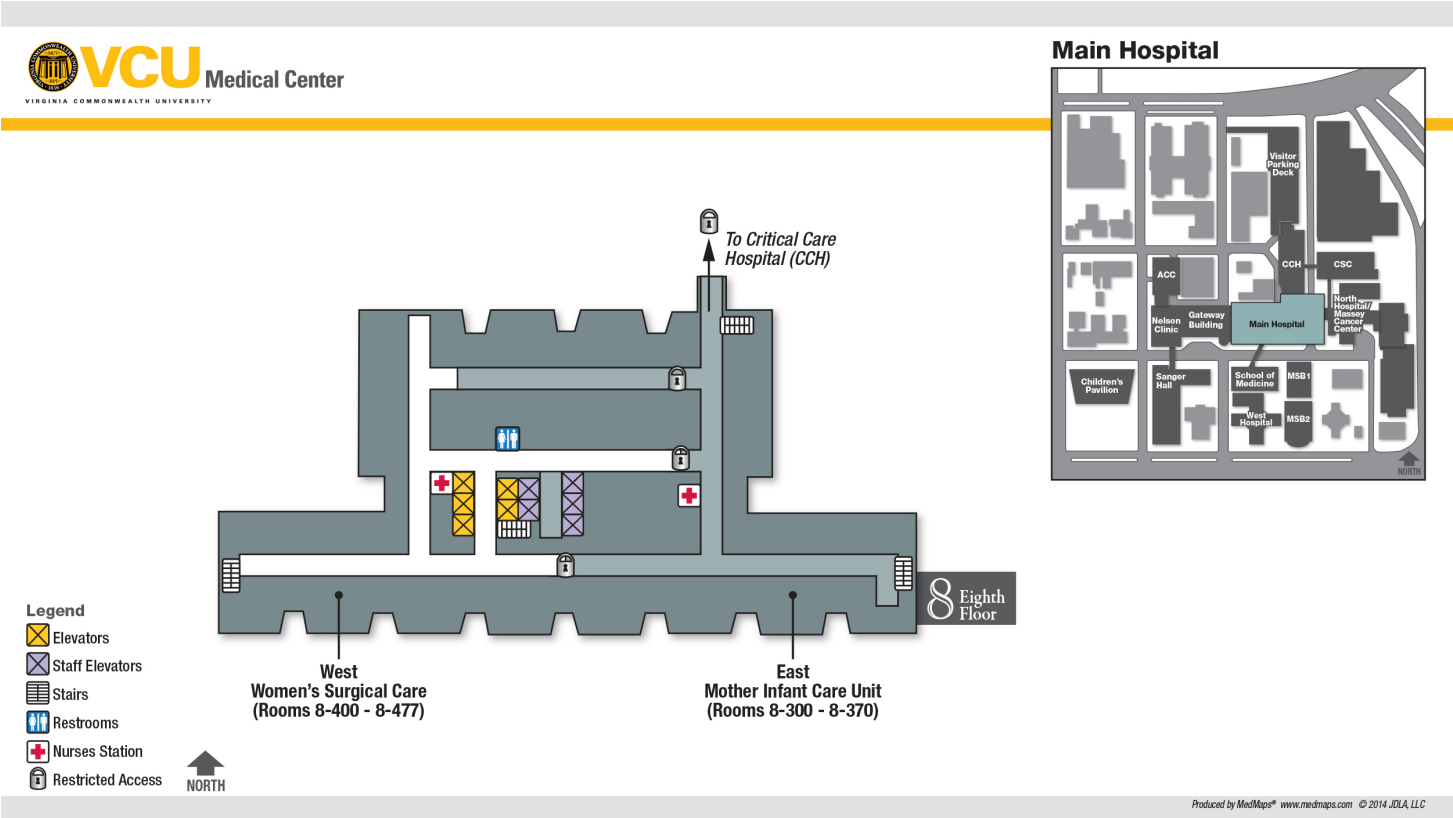 VCU Medical Center
VIRGINIA COMMONWEALTH UNIVERSITY
Main Hospital
Visitor
Parking
Deck
CCH
CSC
ACC
North
Hospital/
Massey
Cancer
Center
Nelson
Clinic
Gateway
Building
Main Hospital
Children's
Pavilion
Sanger
Hall
School of
Medicine
MSB1
West
Hospital
MSB2
NORTH
To Critical Care
Hospital (CCH)
8 Eighth
Floor
West
Women's Surgical Care
(Rooms 8-400 - 8-477)
East
Mother Infant Care Unit
(Rooms 8-300 - 8-370)
Legend
Elevators
Staff Elevators
Stairs
Restrooms
Nurses Station
Restricted Access
NORTH
Produced by MedMaps® www.medmaps.com © 2014 JDLA, LLC